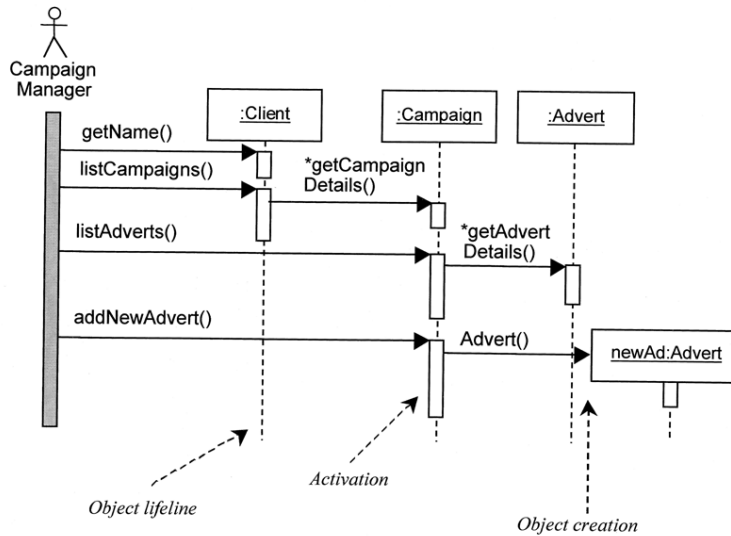 Campaign
Manager
:Client
:Campaign
:Advert
getName()
listCampaigns()
*getCampaign
Details()
listAdverts()
*getAdvert
Details()
addNewAdvert()
Advert()
newAd:Advert
Object lifeline
Activation
Object creation